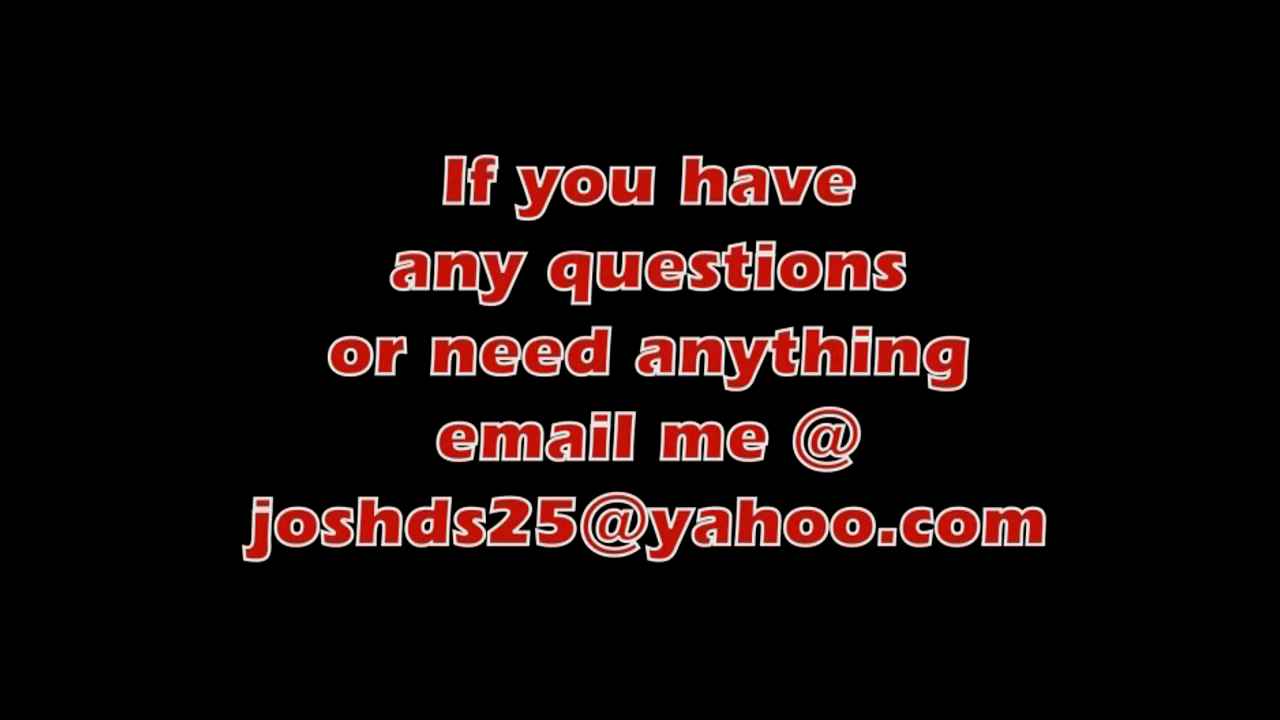 If you have
any questions
or need anything
email me @
joshds25@yahoo.com